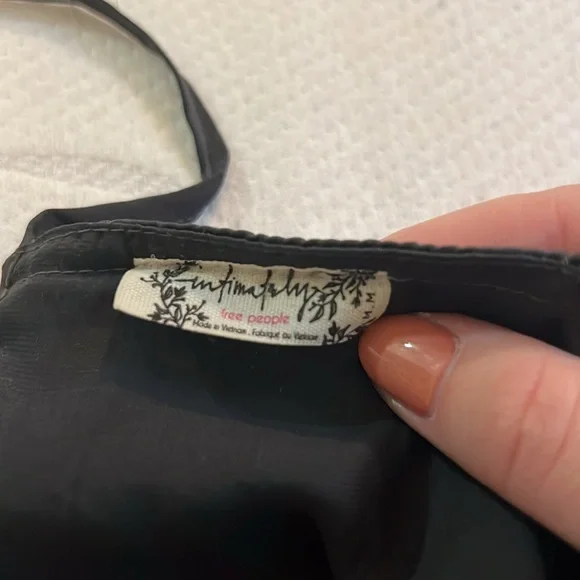 intimately
free people
Made in Vietnam . Fabriqué au Vietnam
M.M